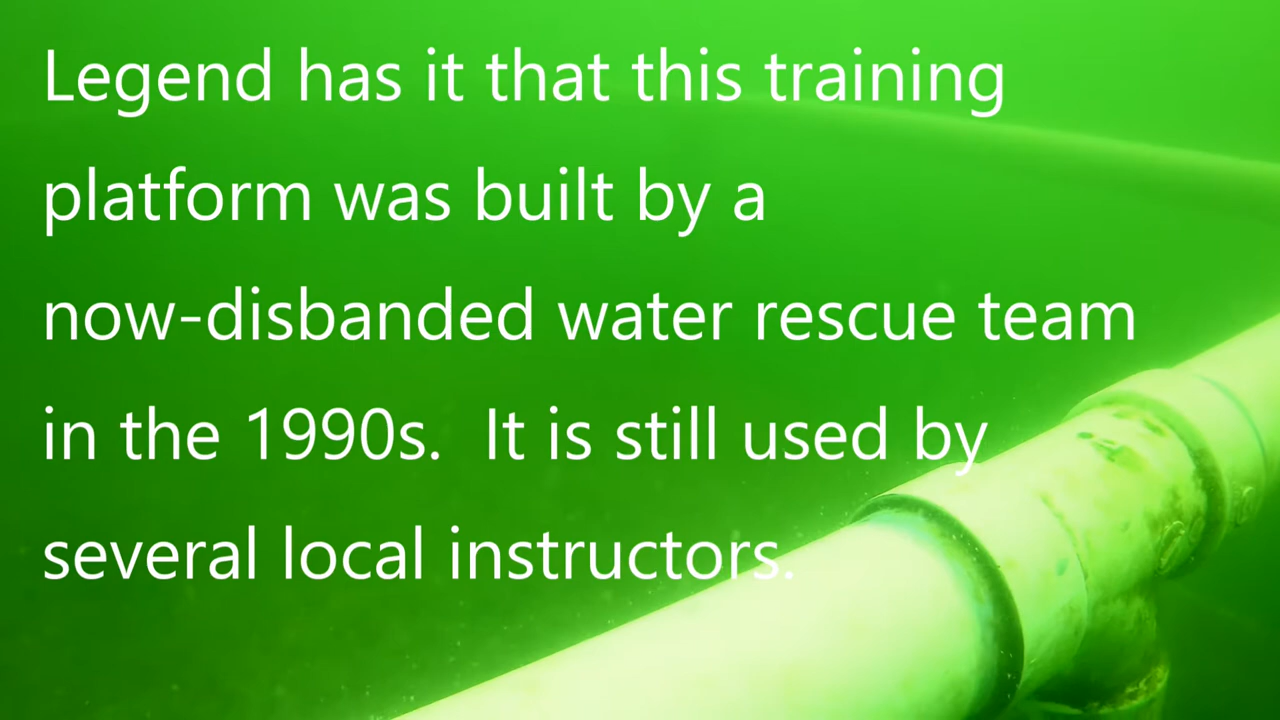 Legend has it that this training
platform was built by a
now-disbanded water rescue team
in the 1990s.  It is still used by
several local instructors.